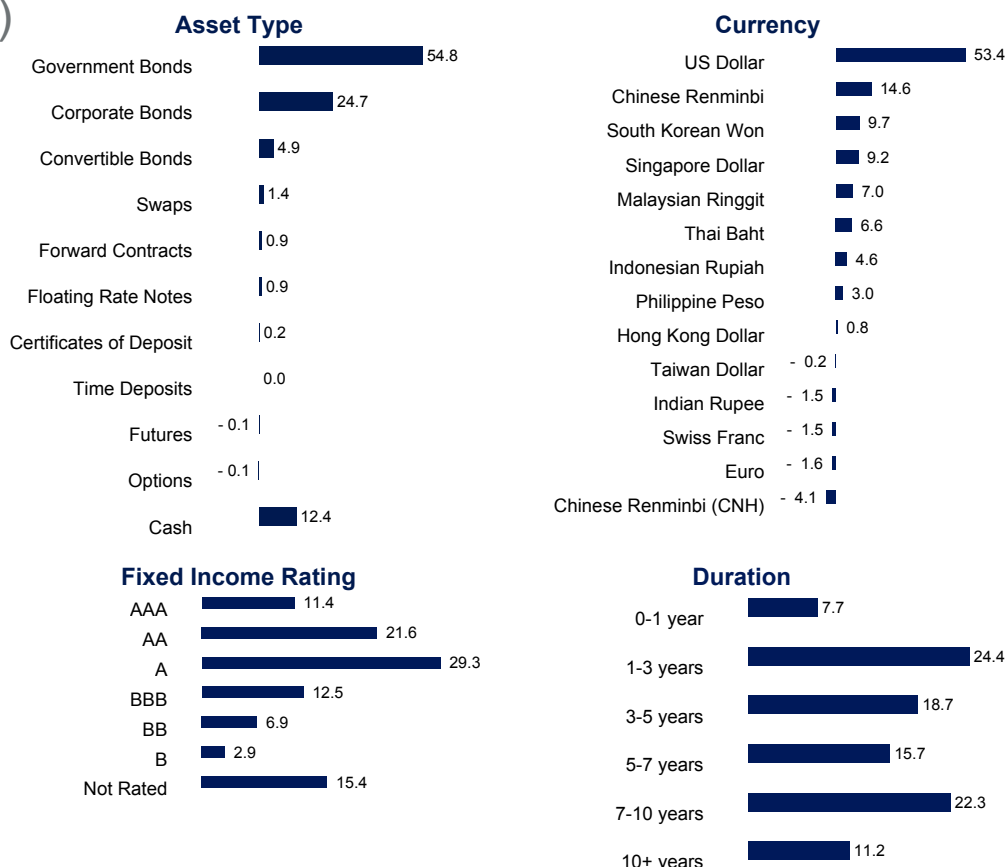 )
Asset Type
Government Bonds 54.8
Corporate Bonds 24.7
Convertible Bonds 4.9
Swaps 1.4
Forward Contracts 0.9
Floating Rate Notes 0.9
Certificates of Deposit 0.2
Time Deposits 0.0
Futures - 0.1
Options - 0.1
Cash 12.4
Currency
US Dollar 53.4
Chinese Renminbi 14.6
South Korean Won 9.7
Singapore Dollar 9.2
Malaysian Ringgit 7.0
Thai Baht 6.6
Indonesian Rupiah 4.6
Philippine Peso 3.0
Hong Kong Dollar 0.8
Taiwan Dollar - 0.2
Indian Rupee - 1.5
Swiss Franc - 1.5
Euro - 1.6
Chinese Renminbi (CNH) - 4.1
Fixed Income Rating
AAA 11.4
AA 21.6
A 29.3
BBB 12.5
BB 6.9
B 2.9
Not Rated 15.4
Duration
0-1 year 7.7
1-3 years 24.4
3-5 years 18.7
5-7 years 15.7
7-10 years 22.3
10+ years 11.2